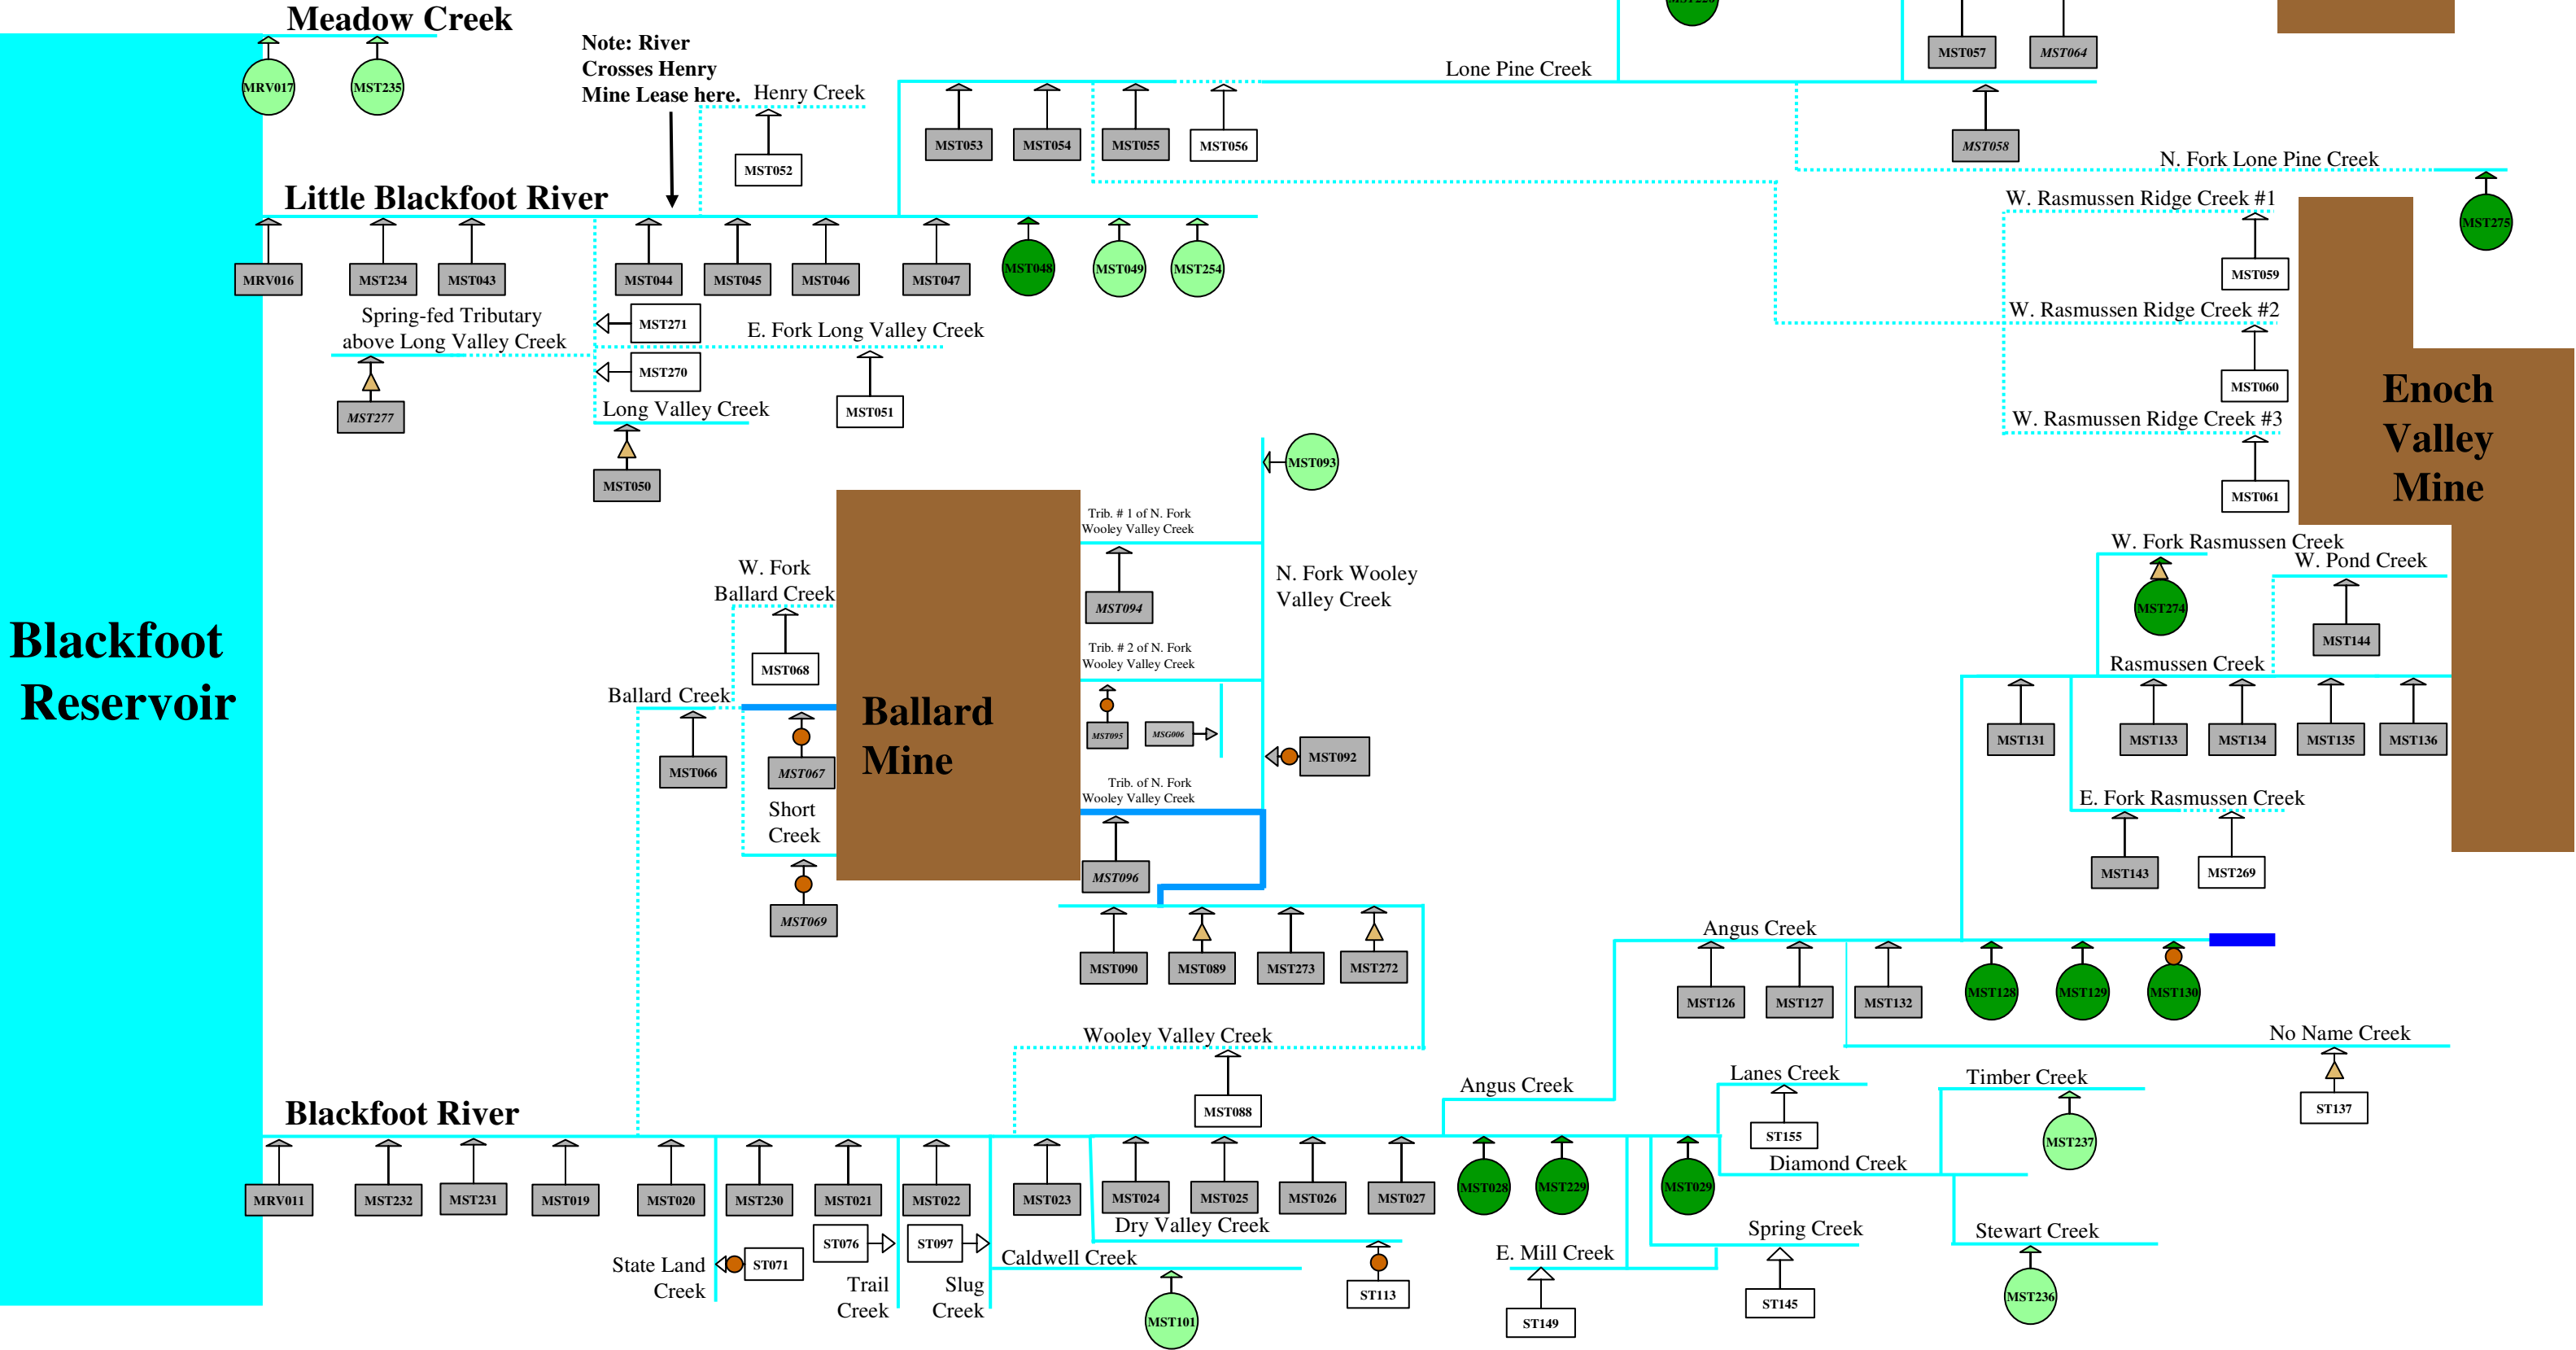 Meadow Creek
MRV017
MST235
Note: River
Crosses Henry
Mine Lease here.
Henry Creek
MST052
Lone Pine Creek
MST053
MST054
MST055
MST056
MST057
MST064
MST058
N. Fork Lone Pine Creek
MST275
Little Blackfoot River
MRV016
MST234
MST043
MST044
MST045
MST046
MST047
MST048
MST049
MST254
Spring-fed Tributary
above Long Valley Creek
MST277
MST271
E. Fork Long Valley Creek
MST270
MST051
Long Valley Creek
MST050
W. Rasmussen Ridge Creek #1
MST059
W. Rasmussen Ridge Creek #2
MST060
W. Rasmussen Ridge Creek #3
MST061
Enoch
Valley
Mine
Blackfoot
Reservoir
MST093
Trib. # 1 of N. Fork
Wooley Valley Creek
MST094
N. Fork Wooley
Valley Creek
Trib. # 2 of N. Fork
Wooley Valley Creek
MST095
MSG006
MST092
Trib. of N. Fork
Wooley Valley Creek
MST096
W. Fork
Ballard Creek
MST068
Ballard Creek
MST066
MST067
Short
Creek
MST069
Ballard
Mine
MST090
MST089
MST273
MST272
Wooley Valley Creek
MST088
W. Fork Rasmussen Creek
MST274
W. Pond Creek
MST144
Rasmussen Creek
MST131
MST133
MST134
MST135
MST136
E. Fork Rasmussen Creek
MST143
MST269
Angus Creek
MST126
MST127
MST132
MST128
MST129
MST130
No Name Creek
ST137
Angus Creek
Lanes Creek
ST155
Timber Creek
MST237
Diamond Creek
Stewart Creek
MST236
Blackfoot River
MRV011
MST232
MST231
MST019
MST020
MST230
MST021
MST022
MST023
MST024
MST025
MST026
MST027
MST028
MST229
MST029
State Land
Creek
ST071
ST076
Trail
Creek
ST097
Slug
Creek
Caldwell Creek
MST101
Dry Valley Creek
ST113
E. Mill Creek
ST149
Spring Creek
ST145